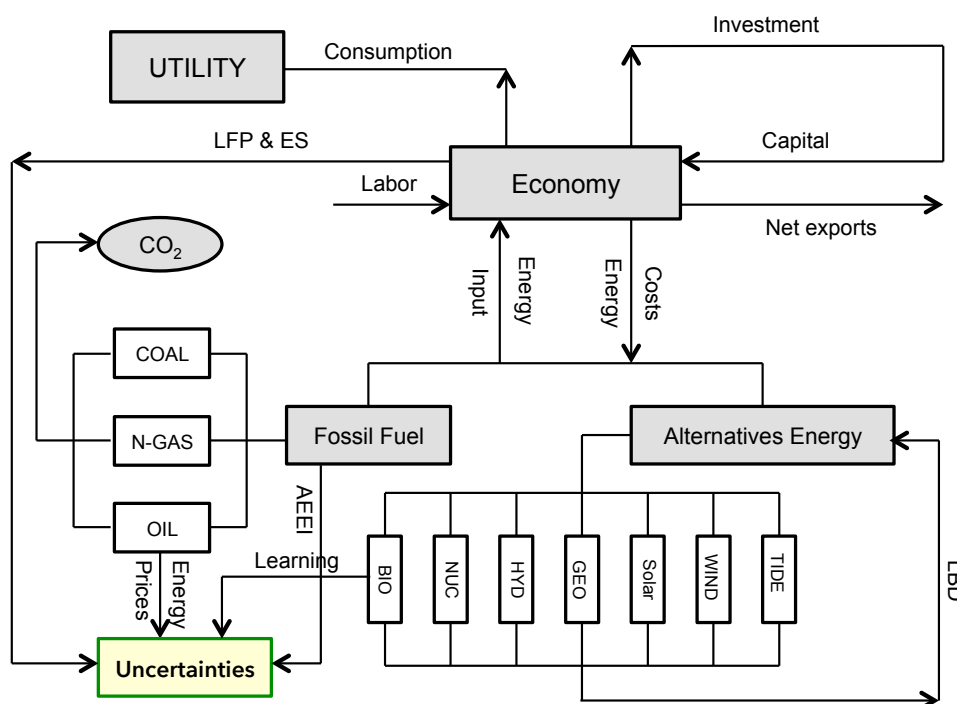 Investment
Consumption
UTILITY
LFP & ES
Capital
Labor
Economy
Net exports
CO₂
Energy
Input
Costs
Energy
COAL
N-GAS
Fossil Fuel
Alternatives Energy
OIL
AEEI
Learning
BIO
NUC
HYD
GEO
Solar
WIND
TIDE
LBD
Energy
Prices
Uncertainties